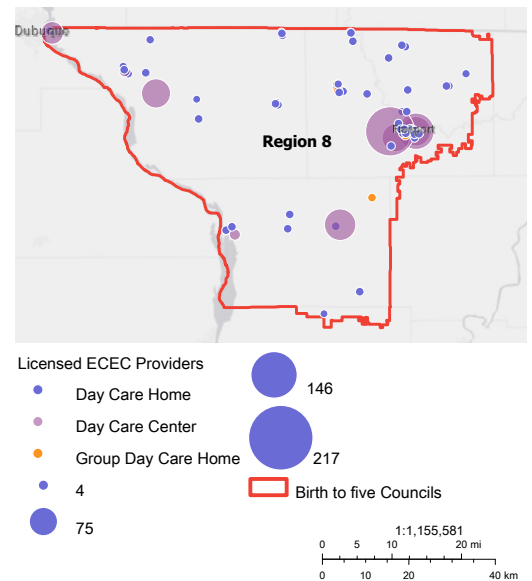 Dubuque
Region 8
Licensed ECEC Providers
Day Care Home
Day Care Center
Group Day Care Home
4
75
146
217
Birth to five Councils
1:1,155,581
0 5 10 20 mi
0 10 20 40 km